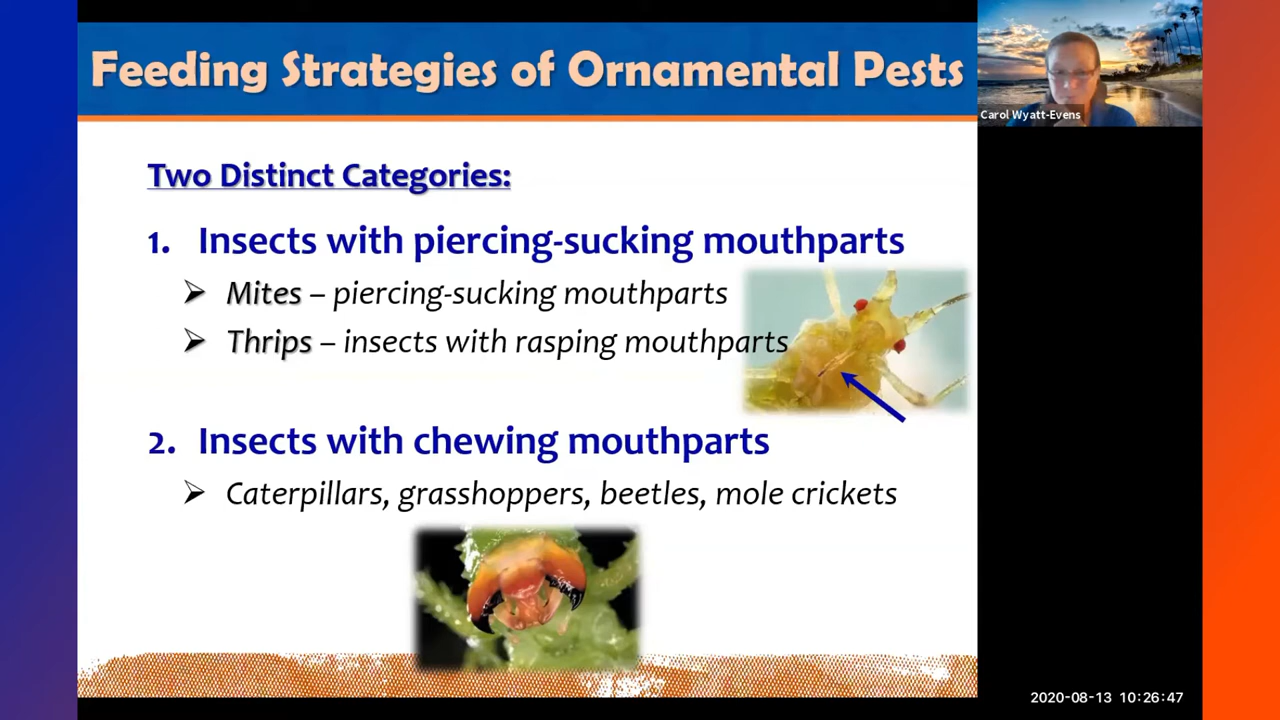 Feeding Strategies of Ornamental Pests
Carol Wyatt-Evens
Two Distinct Categories:
1. Insects with piercing-sucking mouthparts
➢ Mites – piercing-sucking mouthparts
➢ Thrips – insects with rasping mouthparts
2. Insects with chewing mouthparts
➢ Caterpillars, grasshoppers, beetles, mole crickets
2020-08-13 10:26:47